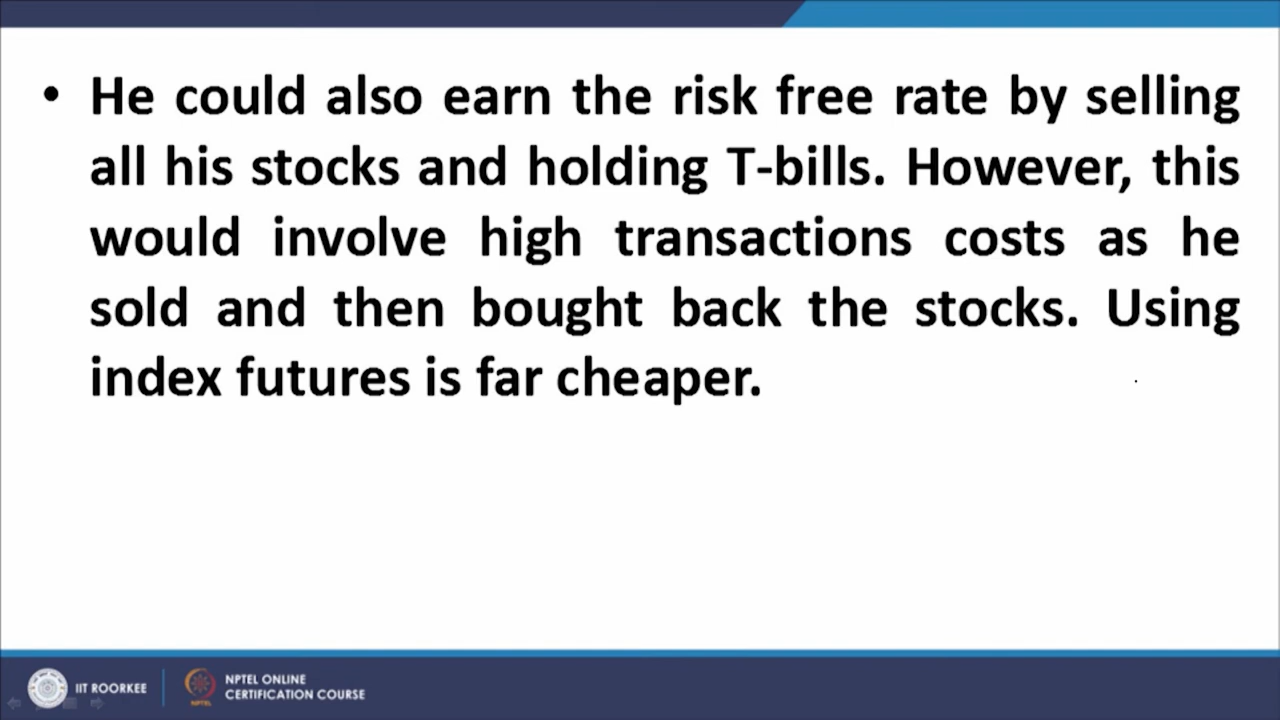 • He could also earn the risk free rate by selling
all his stocks and holding T-bills. However, this
would involve high transactions costs as he
sold and then bought back the stocks. Using
index futures is far cheaper.
IIT ROORKEE
NPTEL ONLINE
CERTIFICATION COURSE
NPTEL